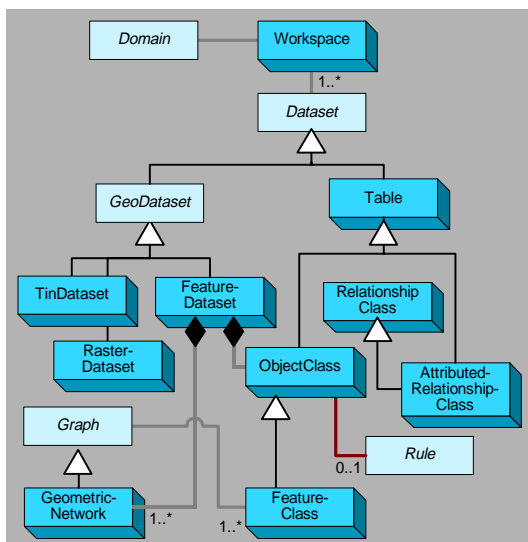 Domain
Workspace
1..*
Dataset
GeoDataset
Table
TinDataset
Feature-
Dataset
Relationship
Class
Raster-
Dataset
ObjectClass
Attributed-
Relationship-
Class
Graph
Rule
0..1
Geometric-
Network
1..*
1..*
Feature-
Class